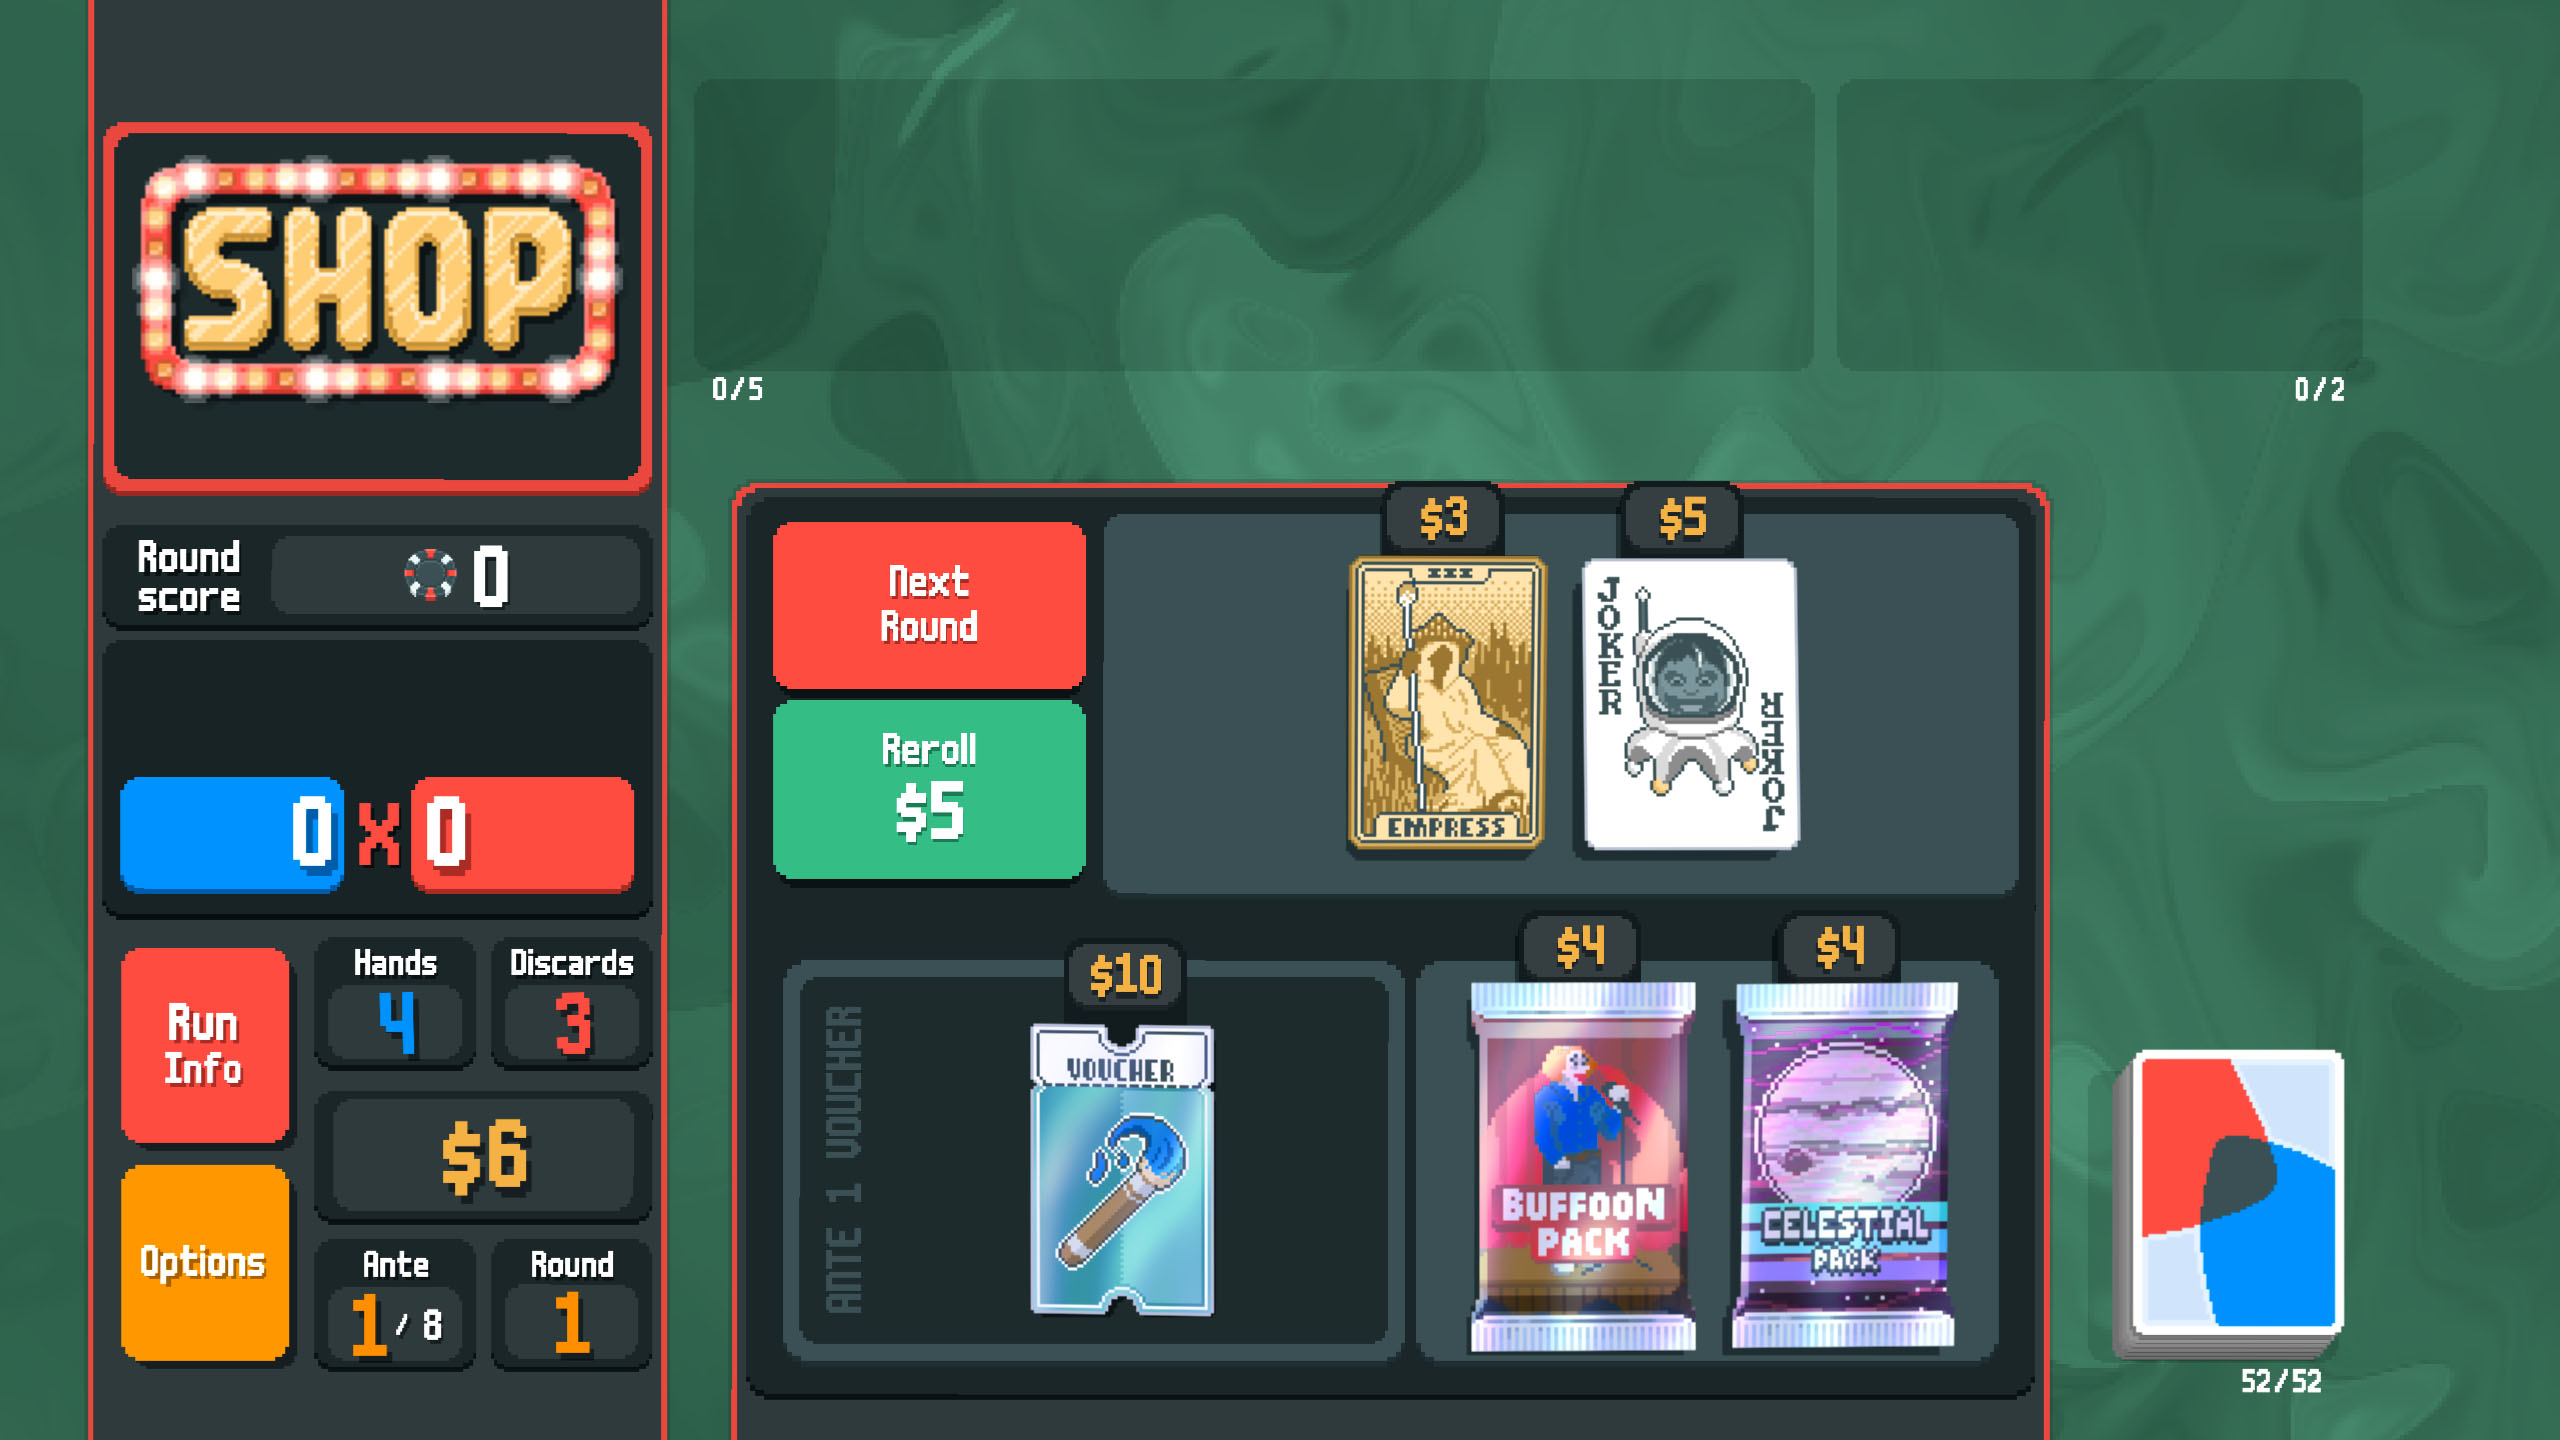 SHOP
0/5
0/2
Round
score
0
0 X 0
Run
Info
Hands
4
Discards
3
$6
Options
Ante
1 / 8
Round
1
Next
Round
Reroll
$5
$3
III
EMPRESS
$5
JOKER
JOKER
ANTE 1 VOUCHER
$10
VOUCHER
$4
BUFFOON
PACK
$4
CELESTIAL
PACK
52/52